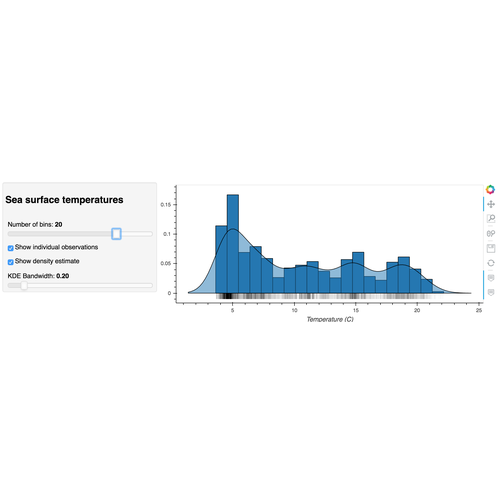 Sea surface temperatures
Number of bins: 20
Show individual observations
Show density estimate
KDE Bandwidth: 0.20
0.15
0.1
0.05
0
5 10 15 20 25
Temperature (C)